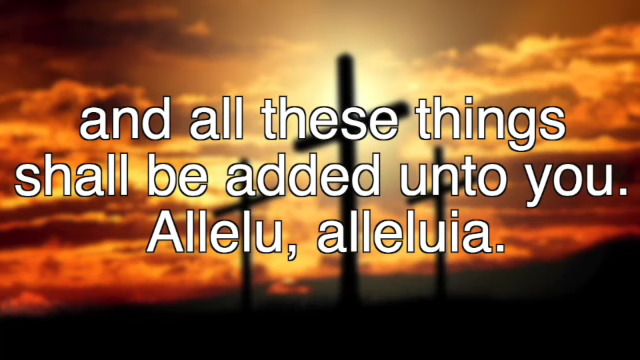 and all these things
shall be added unto you.
Allelu, alleluia.